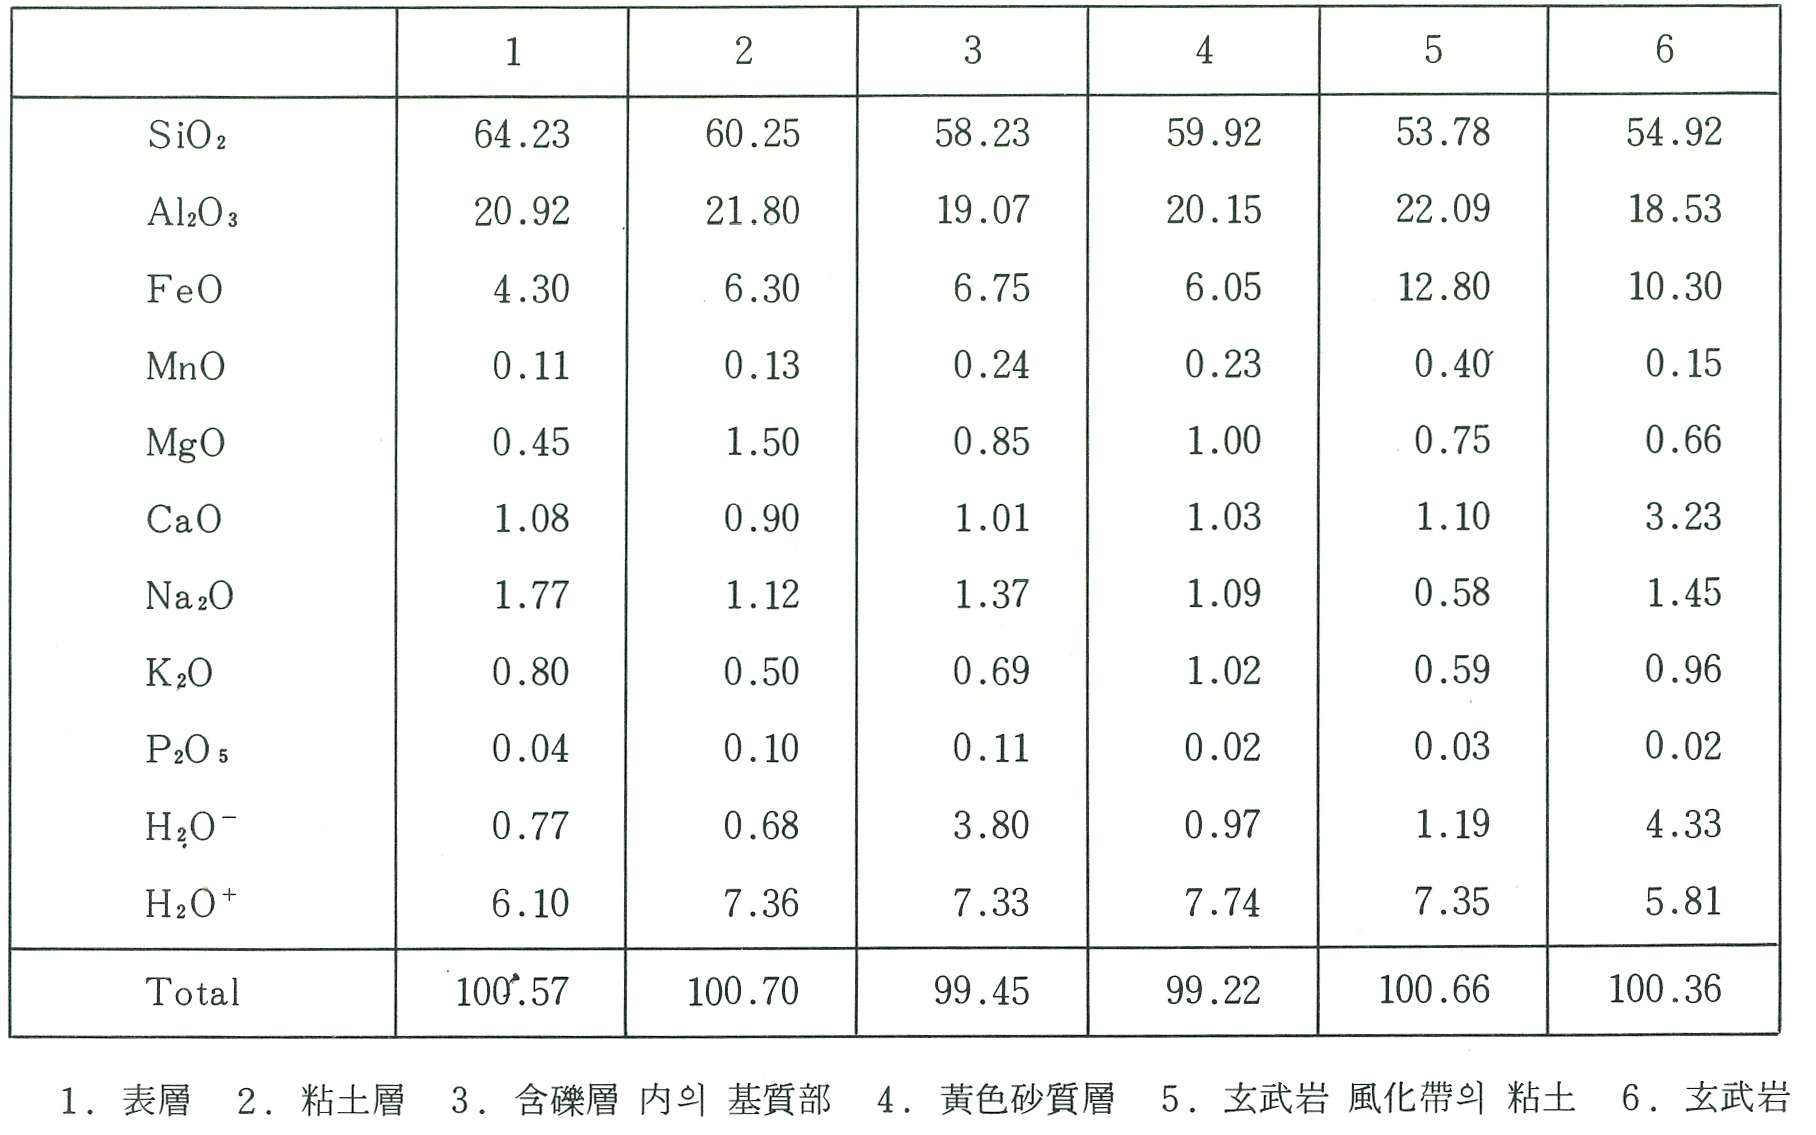 1 2 3 4 5 6
SiO₂ 64.23 60.25 58.23 59.92 53.78 54.92
Al₂O₃ 20.92 21.80 19.07 20.15 22.09 18.53
FeO 4.30 6.30 6.75 6.05 12.80 10.30
MnO 0.11 0.13 0.24 0.23 0.40 0.15
MgO 0.45 1.50 0.85 1.00 0.75 0.66
CaO 1.08 0.90 1.01 1.03 1.10 3.23
Na₂O 1.77 1.12 1.37 1.09 0.58 1.45
K₂O 0.80 0.50 0.69 1.02 0.59 0.96
P₂O₅ 0.04 0.10 0.11 0.02 0.03 0.02
H₂O⁻ 0.77 0.68 3.80 0.97 1.19 4.33
H₂O⁺ 6.10 7.36 7.33 7.74 7.35 5.81
Total 100.57 100.70 99.45 99.22 100.66 100.36
1. 表層 2. 粘土層 3. 含礫層 内의 基質部 4. 黃色砂質層 5. 玄武岩 風化帶의 粘土 6. 玄武岩